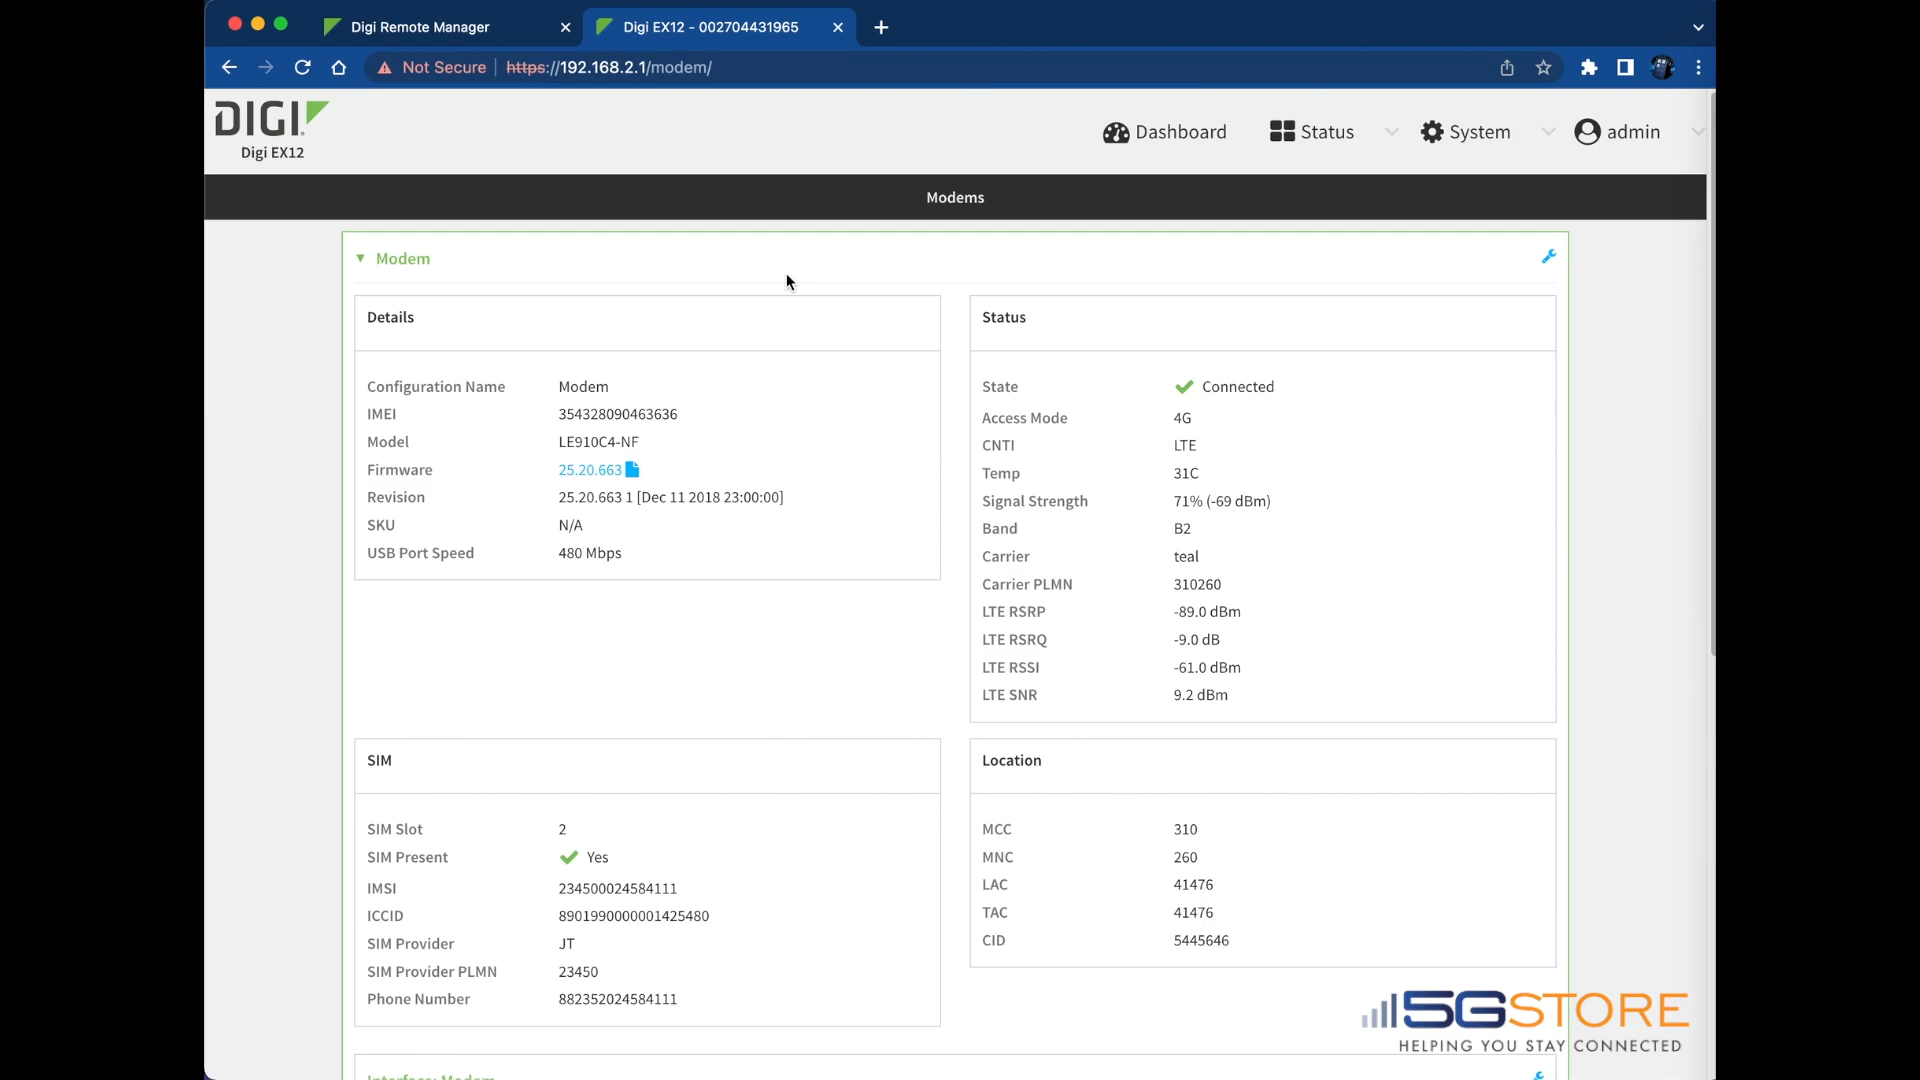 Digi Remote Manager
Digi EX12 - 002704431965
Not Secure
https://192.168.2.1/modem/
DIGI
Digi EX12
Dashboard
Status
System
admin
Modems
Modem
Details
Configuration Name Modem
IMEI 354328090463636
Model LE910C4-NF
Firmware 25.20.663
Revision 25.20.663 1 [Dec 11 2018 23:00:00]
SKU N/A
USB Port Speed 480 Mbps
Status
State Connected
Access Mode 4G
CNTI LTE
Temp 31C
Signal Strength 71% (-69 dBm)
Band B2
Carrier teal
Carrier PLMN 310260
LTE RSRP -89.0 dBm
LTE RSRQ -9.0 dB
LTE RSSI -61.0 dBm
LTE SNR 9.2 dBm
SIM
SIM Slot 2
SIM Present Yes
IMSI 234500024584111
ICCID 8901990000001425480
SIM Provider JT
SIM Provider PLMN 23450
Phone Number 882352024584111
Location
MCC 310
MNC 260
LAC 41476
TAC 41476
CID 5445646
Interface: Modem
5GSTORE
HELPING YOU STAY CONNECTED